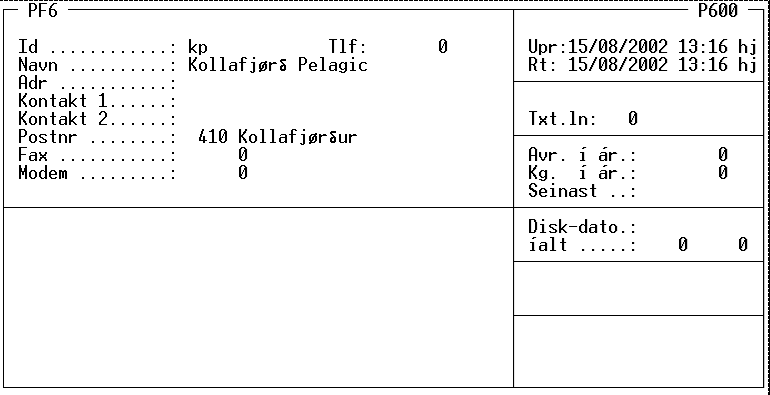 PF6
P600
Id ............: kp Tlf: 0
Navn ..........: Kollafjørð Pelagic
Adr ...........:
Kontakt 1......:
Kontakt 2......:
Postnr ........: 410 Kollafjørður
Fax ...........: 0
Modem .........: 0
Upr:15/08/2002 13:16 hj
Rt: 15/08/2002 13:16 hj
Txt.ln: 0
Avr. í ár.: 0
Kg. í ár.: 0
Seinast ..:
Disk-dato.:
íalt .....: 0 0